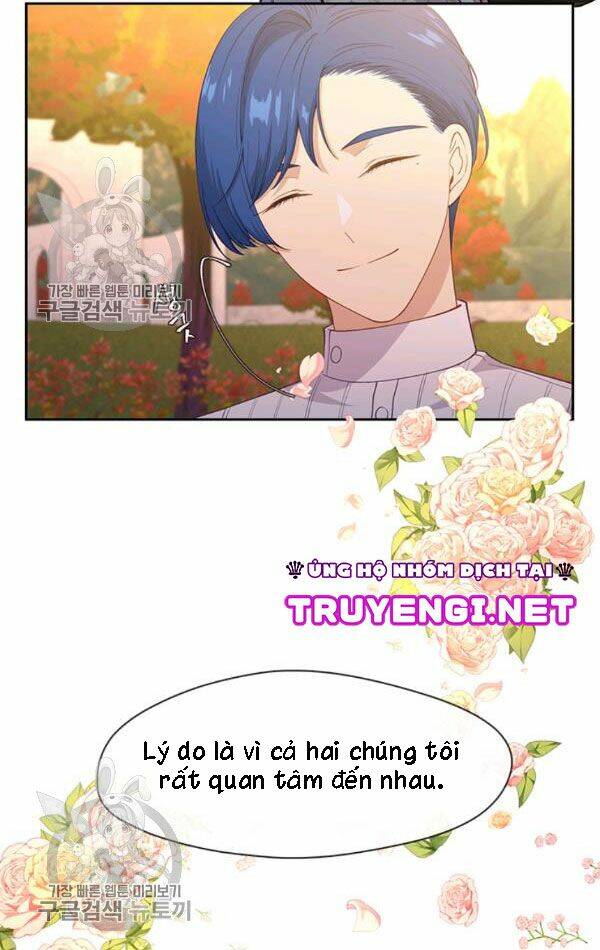 가장 빠른 웹툰 미리보기
구글검색 뉴토끼
ỦNG HỘ NHÓM DỊCH TẠI
TRUYENGI.NET
Lý do là vì cả hai chúng tôi
rất quan tâm đến nhau.
가장 빠른 웹툰 미리보기
구글검색 뉴토끼